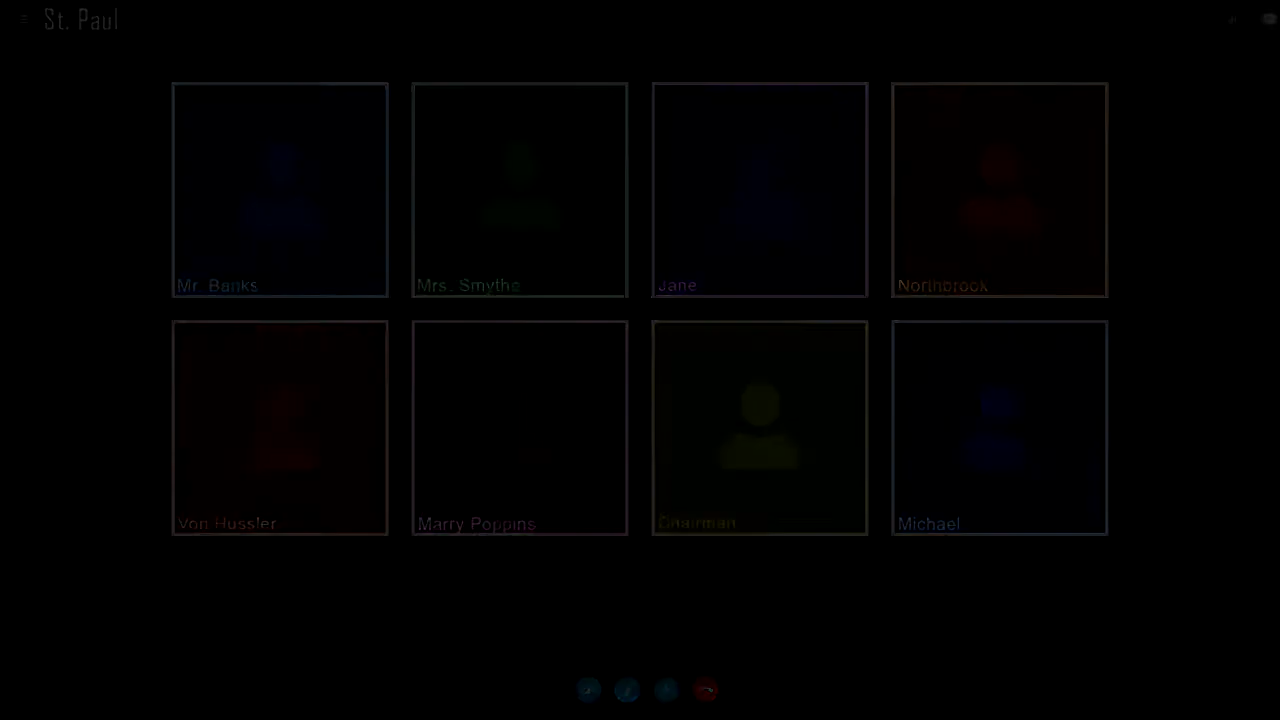 St. Paul
Mr. Banks
Mrs. Smythe
Jane
Northbrook
Von Hussler
Marry Poppins
Chairman
Michael